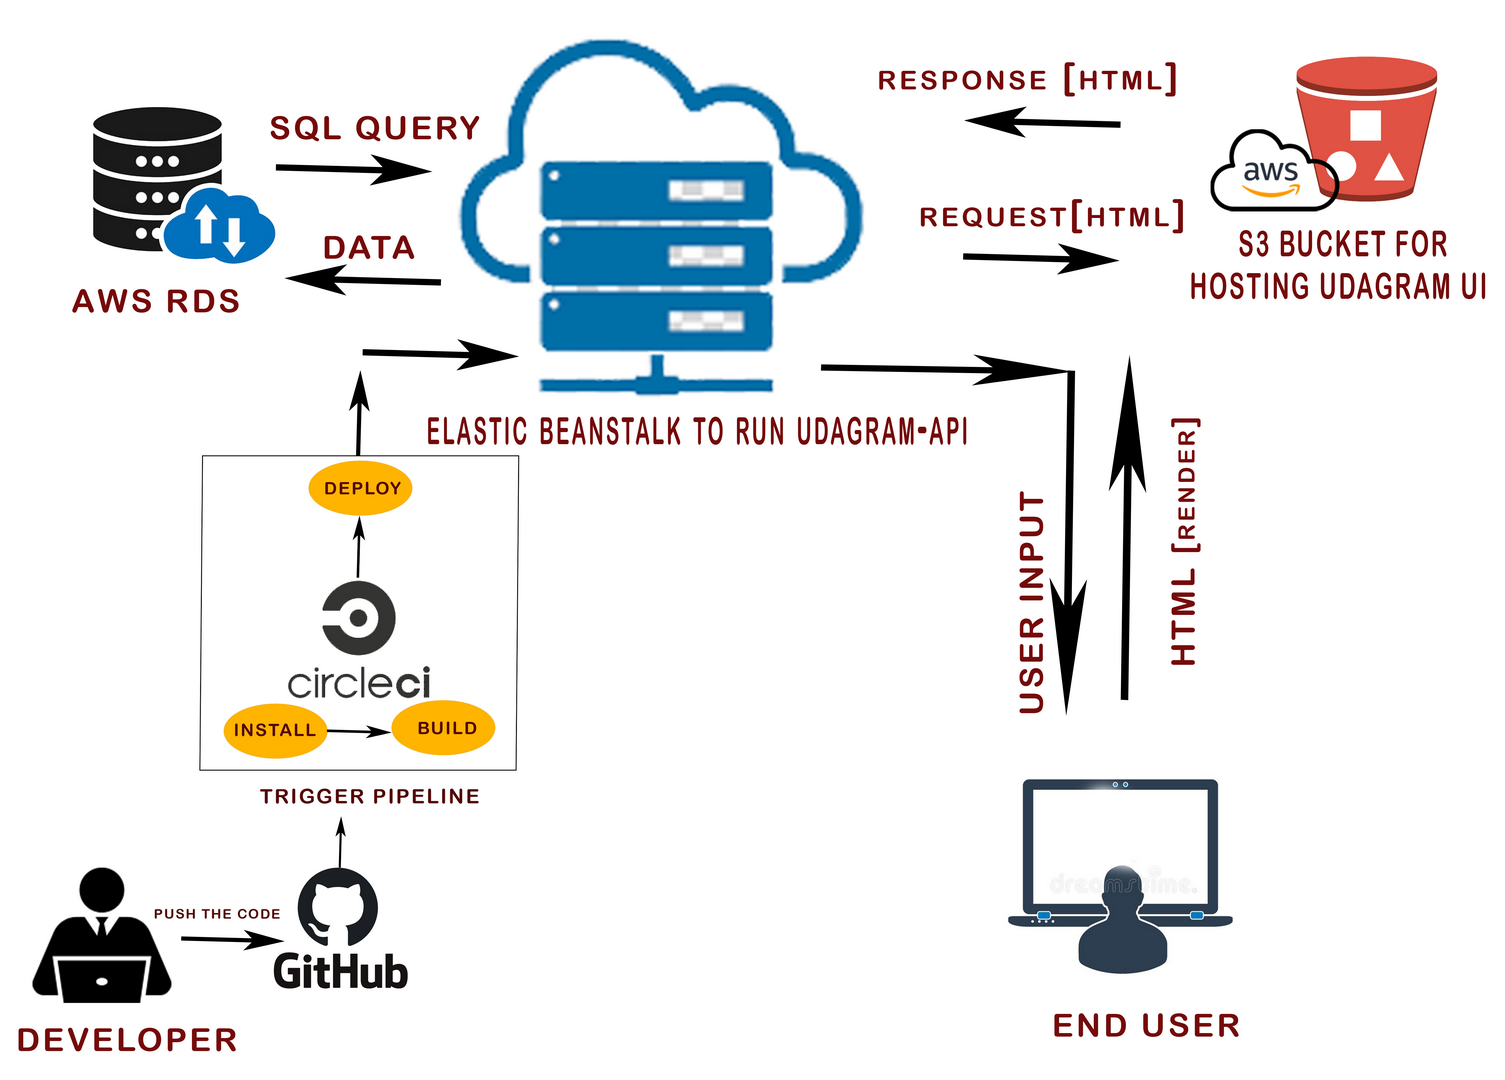 RESPONSE [HTML]
SQL QUERY
aws
REQUEST[HTML]
DATA
S3 BUCKET FOR
HOSTING UDAGRAM UI
AWS RDS
ELASTIC BEANSTALK TO RUN UDAGRAM-API
DEPLOY
circleci
INSTALL
BUILD
USER INPUT
HTML [RENDER]
TRIGGER PIPELINE
dreamstime.
PUSH THE CODE
GitHub
DEVELOPER
END USER